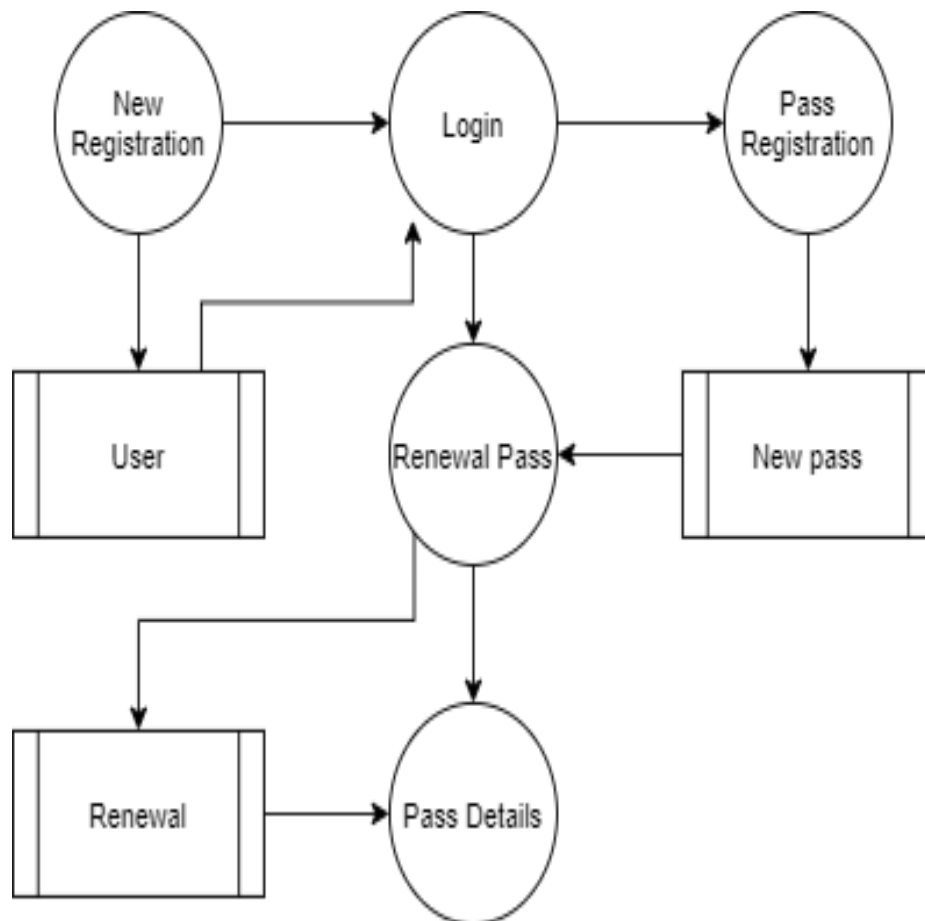 New
Registration
Login
Pass
Registration
User
Renewal Pass
New pass
Renewal
Pass Details